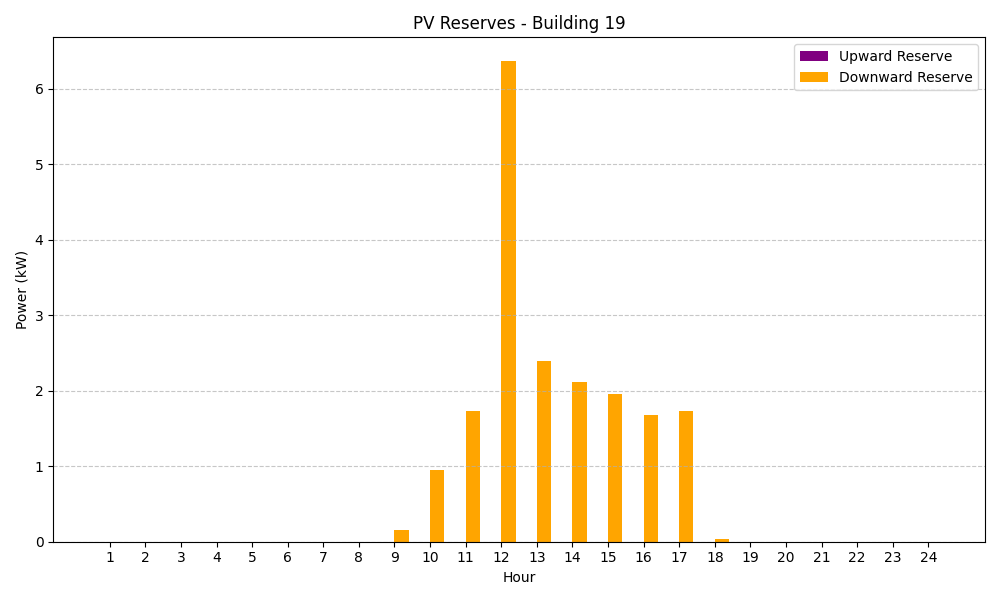 PV Reserves - Building 19
Upward Reserve
Downward Reserve
Power (kW)
6
5
4
3
2
1
0
1 2 3 4 5 6 7 8 9 10 11 12 13 14 15 16 17 18 19 20 21 22 23 24
Hour